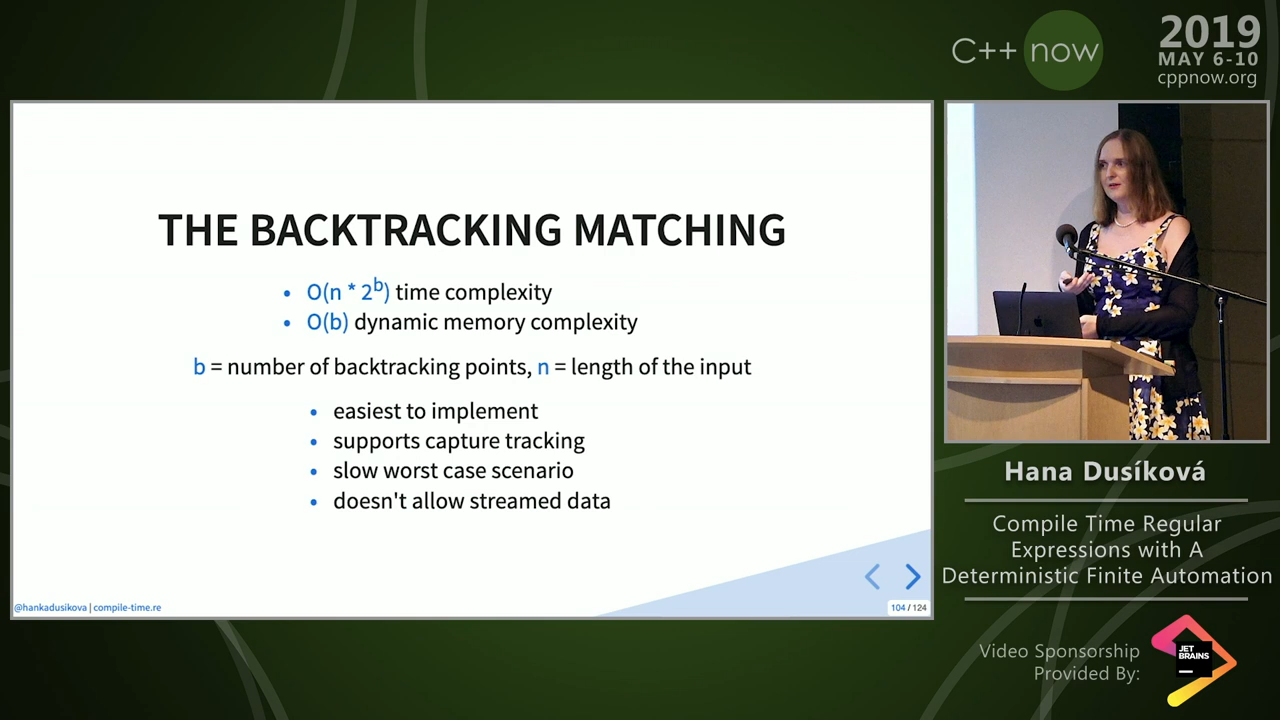 C++ now
2019
MAY 6-10
cppnow.org
THE BACKTRACKING MATCHING
• O(n * 2^b) time complexity
• O(b) dynamic memory complexity
b = number of backtracking points, n = length of the input
• easiest to implement
• supports capture tracking
• slow worst case scenario
• doesn't allow streamed data
@hankadusikova | compile-time.re
104 / 124
Hana Dusíková
Compile Time Regular
Expressions with A
Deterministic Finite Automation
Video Sponsorship
Provided By:
JET
BRAINS